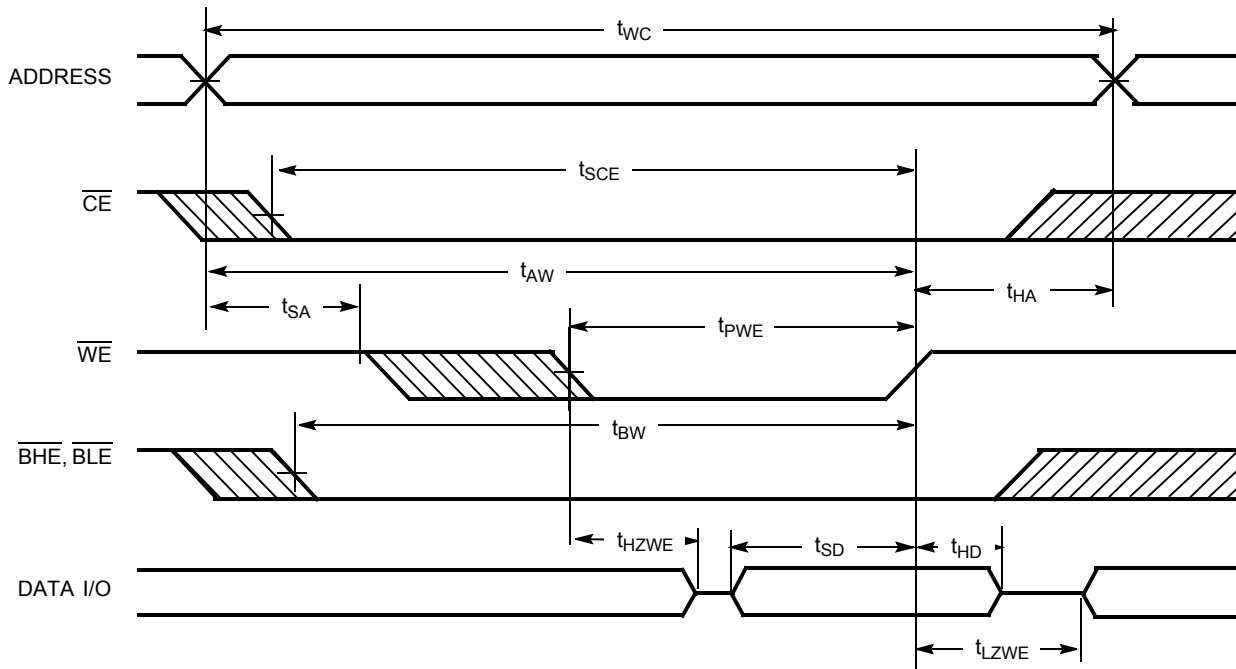 tWC
ADDRESS
tSCE
CE
tAW
tSA
tHA
tPWE
WE
tBW
BHE, BLE
tHZWE
tSD
tHD
DATA I/O
tLZWE